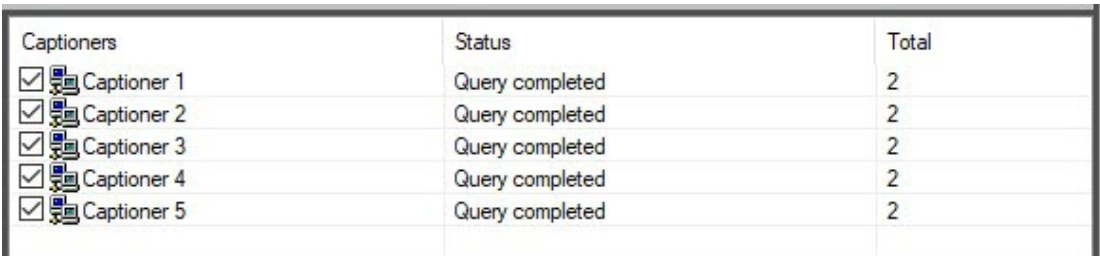 Captioners Status Total
Captioner 1 Query completed 2
Captioner 2 Query completed 2
Captioner 3 Query completed 2
Captioner 4 Query completed 2
Captioner 5 Query completed 2